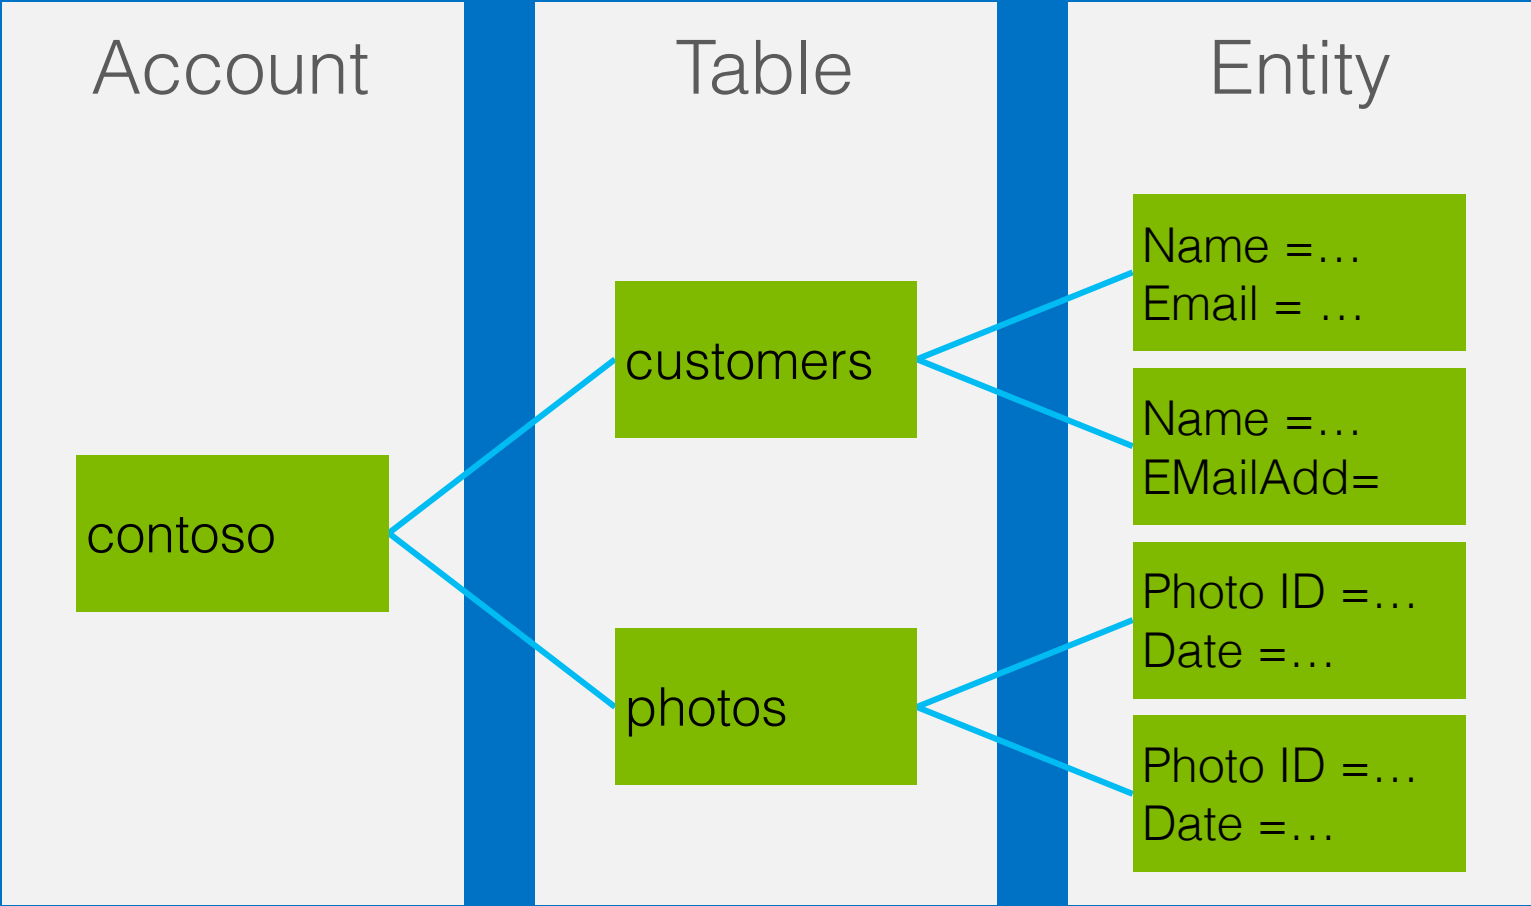 Account
Table
Entity
contoso
customers
photos
Name =…
Email = …
Name =…
EMailAdd=
Photo ID =…
Date =…
Photo ID =…
Date =…